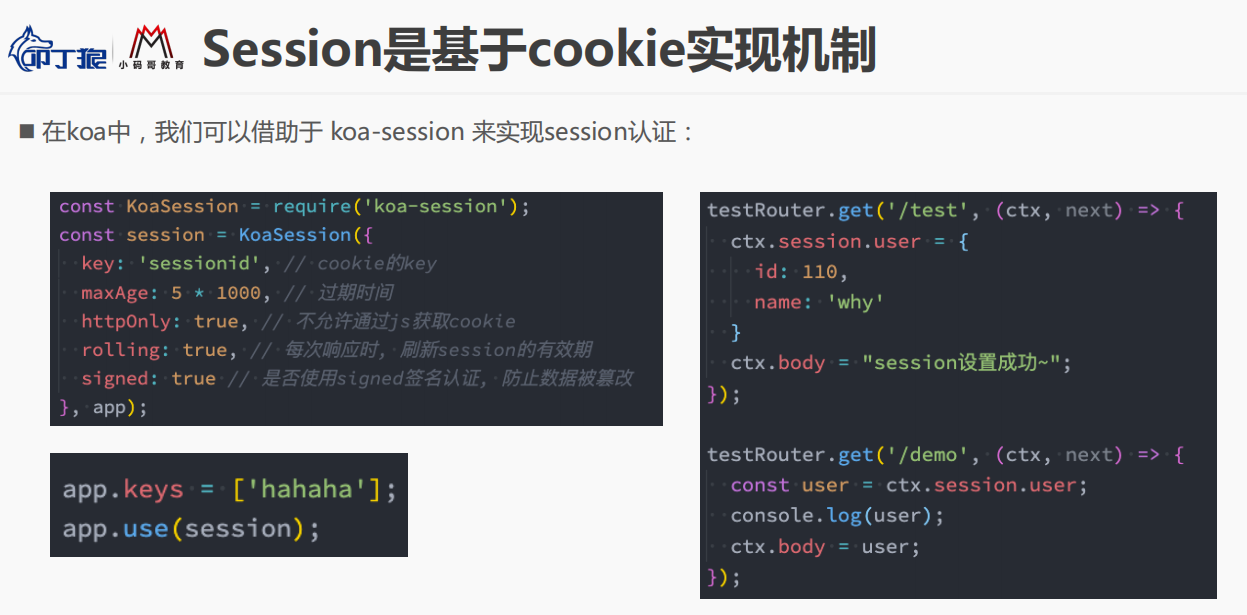 叩丁狼
小码哥教育
Session是基于cookie实现机制
■ 在koa中，我们可以借助于 koa-session 来实现session认证：
const KoaSession = require('koa-session');
const session = KoaSession({
  key: 'sessionid', // cookie的key
  maxAge: 5 * 1000, // 过期时间
  httpOnly: true, // 不允许通过js获取cookie
  rolling: true, // 每次响应时, 刷新session的有效期
  signed: true // 是否使用signed签名认证, 防止数据被篡改
}, app);
app.keys = ['hahaha'];
app.use(session);
testRouter.get('/test', (ctx, next) => {
  ctx.session.user = {
    id: 110,
    name: 'why'
  }
  ctx.body = "session设置成功~";
});
testRouter.get('/demo', (ctx, next) => {
  const user = ctx.session.user;
  console.log(user);
  ctx.body = user;
});